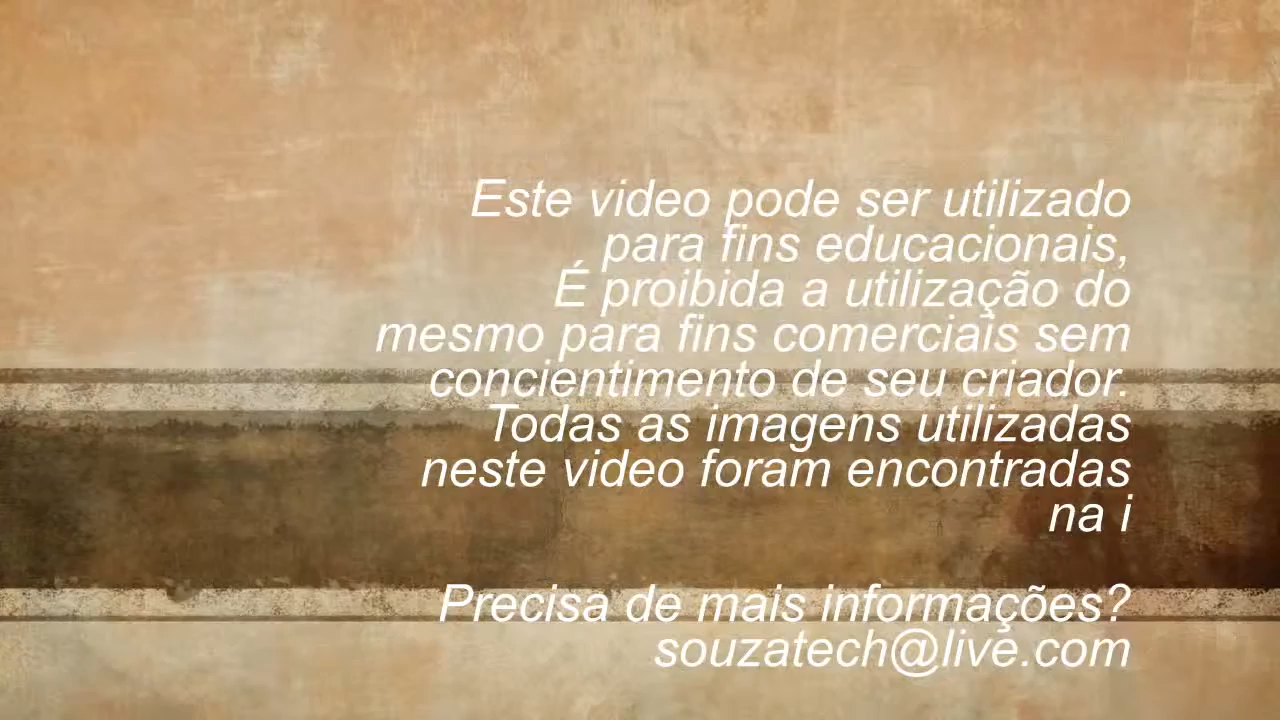 Este video pode ser utilizado
para fins educacionais,
É proibida a utilização do
mesmo para fins comerciais sem
concientimento de seu criador.
Todas as imagens utilizadas
neste video foram encontradas
na i
Precisa de mais informações?
souzatech@live.com